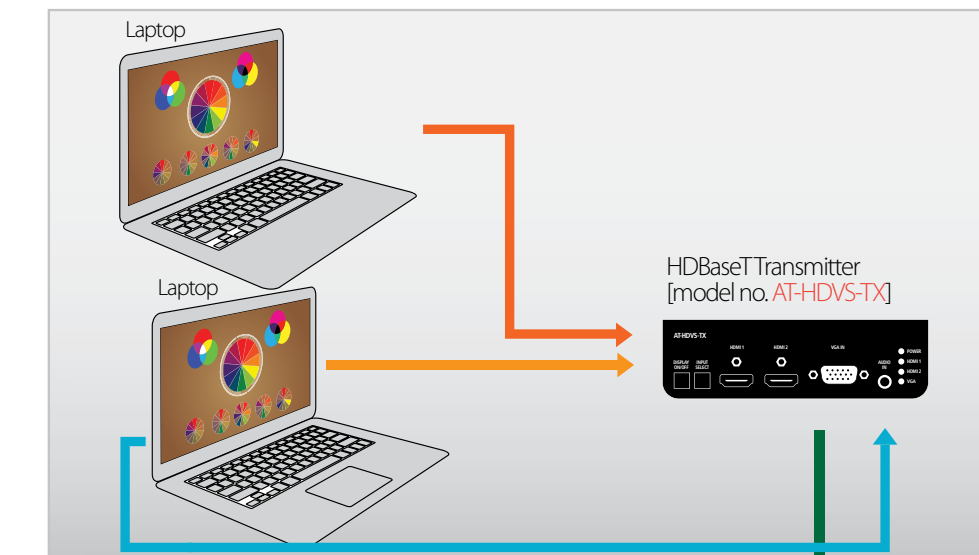 Laptop
Laptop
HDBaseT Transmitter
[model no. AT-HDVS-TX]
AT-HDVS-TX
HDMI 1
HDMI 2
VGA IN
DISPLAY
ON/OFF
INPUT
SELECT
AUDIO
IN
POWER
HDMI 1
HDMI 2
VGA